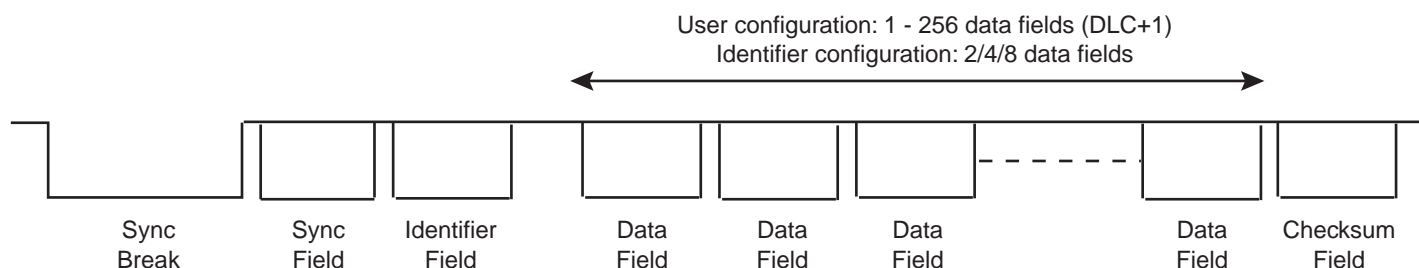 User configuration: 1 - 256 data fields (DLC+1)
Identifier configuration: 2/4/8 data fields
Sync Break
Sync Field
Identifier Field
Data Field
Data Field
Data Field
Data Field
Checksum Field